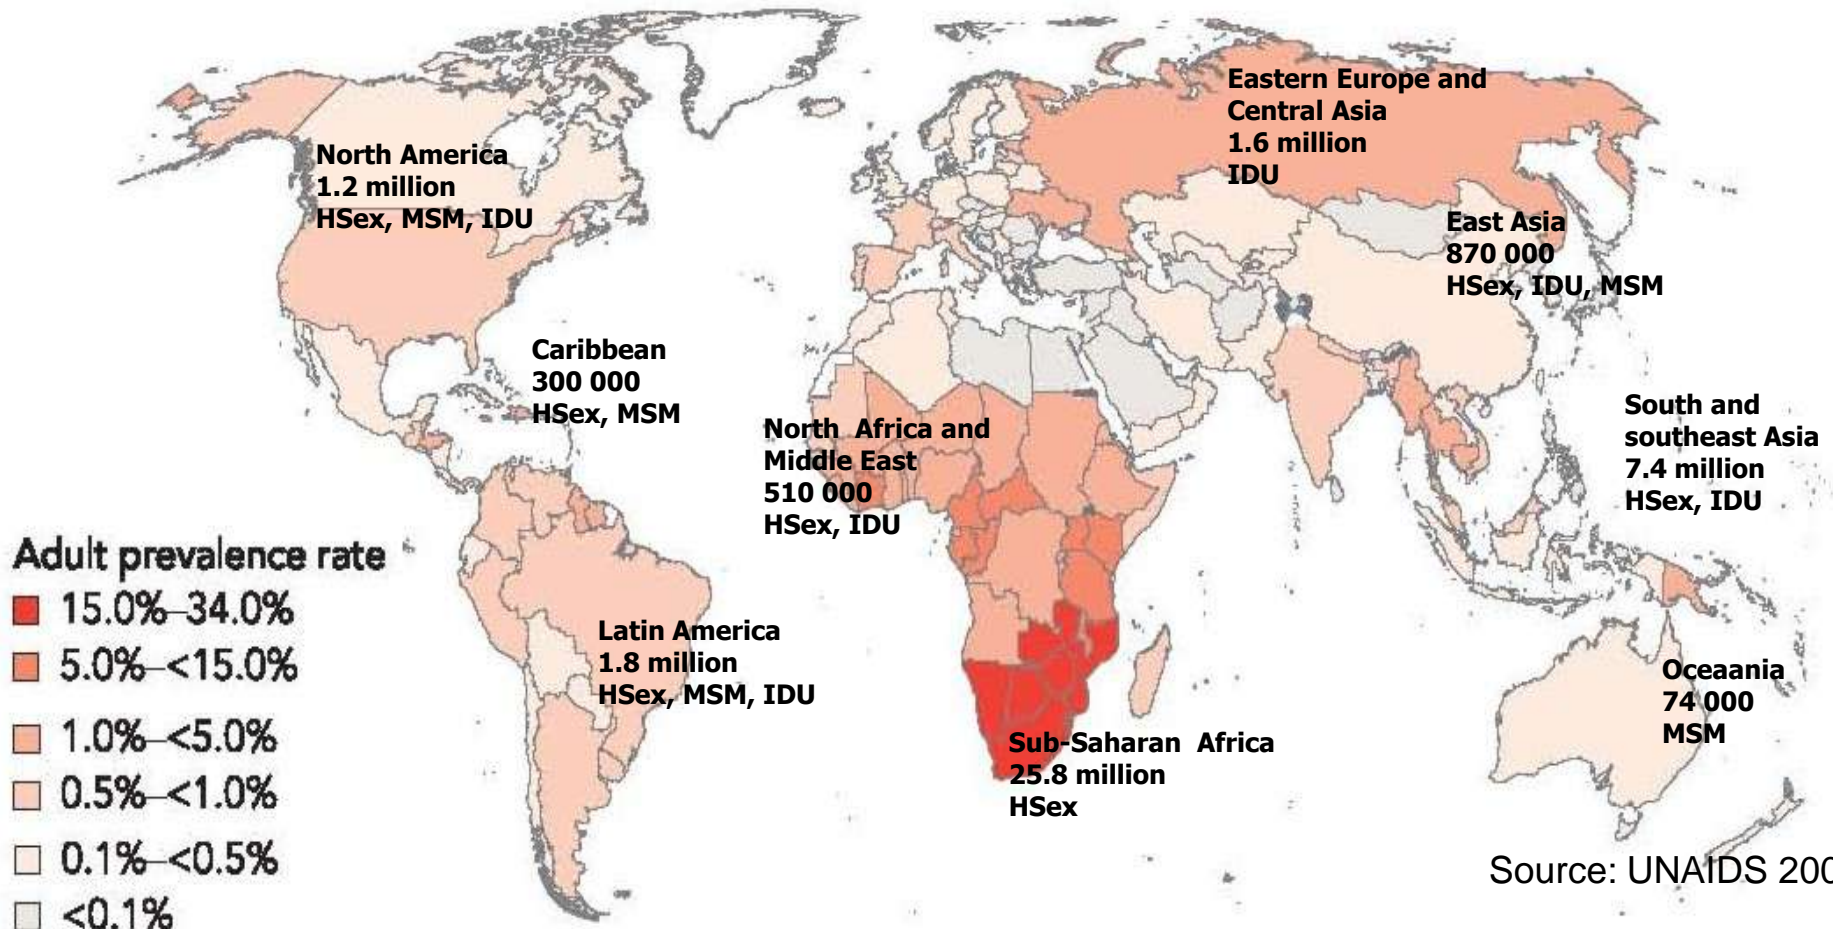 Eastern Europe and
Central Asia
1.6 million
IDU
North America
1.2 million
HSex, MSM, IDU
East Asia
870 000
HSex, IDU, MSM
Caribbean
300 000
HSex, MSM
North Africa and
Middle East
510 000
HSex, IDU
South and
southeast Asia
7.4 million
HSex, IDU
Adult prevalence rate
15.0%–34.0%
5.0%–<15.0%
1.0%–<5.0%
0.5%–<1.0%
0.1%–<0.5%
<0.1%
Latin America
1.8 million
HSex, MSM, IDU
Oceaania
74 000
MSM
Sub-Saharan Africa
25.8 million
HSex
Source: UNAIDS